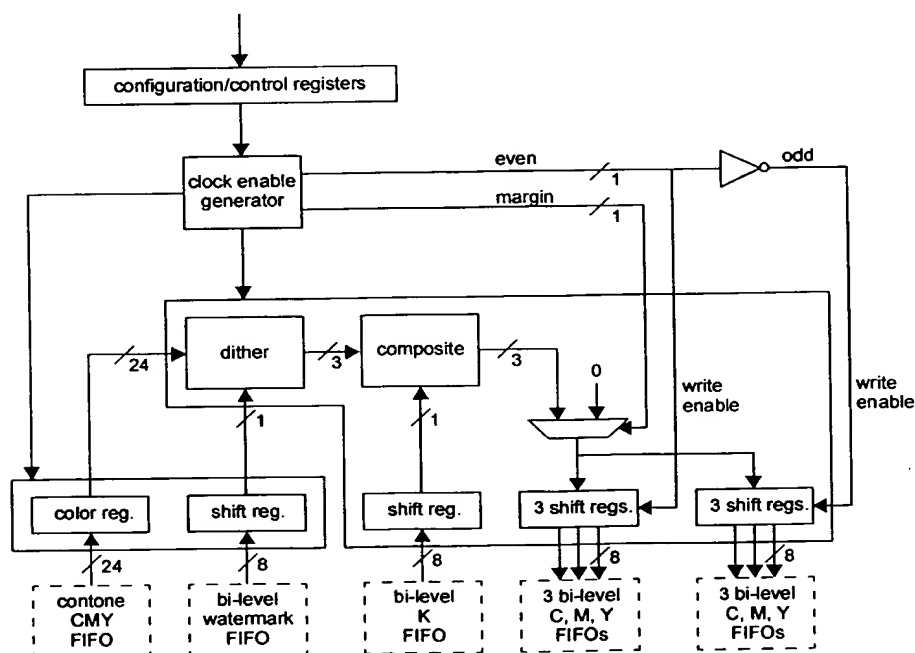 configuration/control registers
even
odd
1
clock enable
generator
margin
1
dither
composite
24
3
3
0
write
enable
write
enable
1
1
color reg.
shift reg.
shift reg.
3 shift regs.
3 shift regs.
24
8
8
8
8
contone
CMY
FIFO
bi-level
watermark
FIFO
bi-level
K
FIFO
3 bi-level
C, M, Y
FIFOs
3 bi-level
C, M, Y
FIFOs